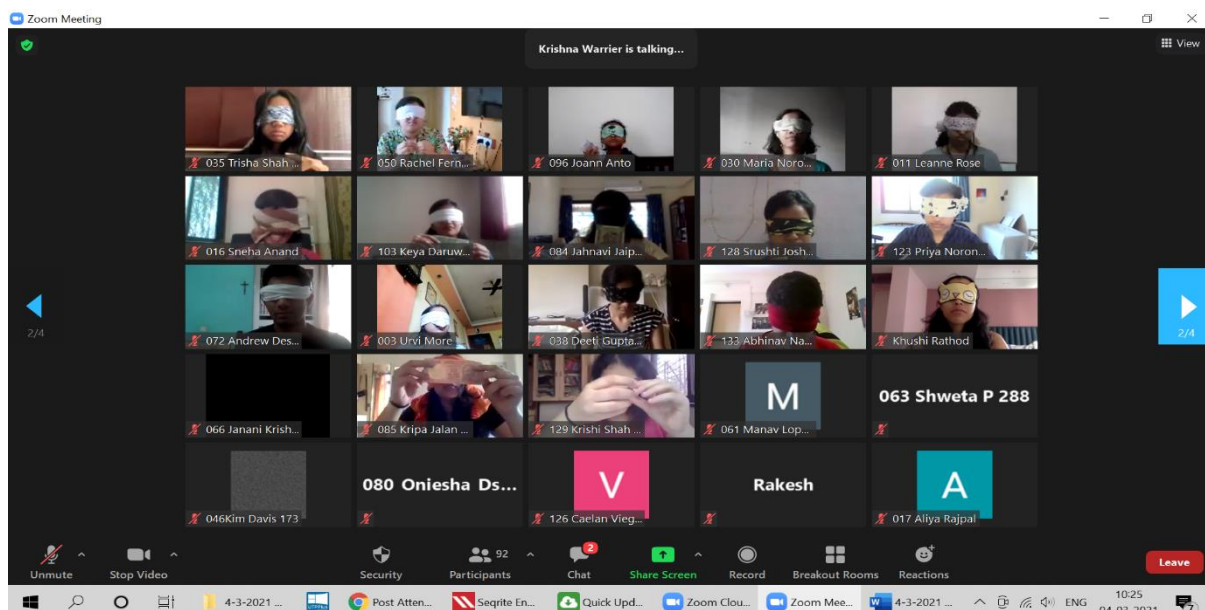 Zoom Meeting
Krishna Warrier is talking...
View
035 Trisha Shah ...
050 Rachel Fern...
096 Joann Anto
030 Maria Noro...
011 Leanne Rose
016 Sneha Anand
103 Keya Daruw...
084 Jahnavi Jaip...
128 Srushti Josh...
123 Priya Noron...
2/4
2/4
072 Andrew Des...
003 Urvi More
038 Deeti Gupta...
133 Abhinav Na...
Khushi Rathod
066 Janani Krish...
085 Kripa Jalan ...
129 Krishi Shah ...
M
061 Manav Lop...
063 Shweta P 288
046Kim Davis 173
080 Oniesha Ds...
V
126 Caelan Vieg...
Rakesh
A
017 Aliya Rajpal
Unmute
Stop Video
Security
92
Participants
2
Chat
Share Screen
Record
Breakout Rooms
Reactions
Leave
4-3-2021 ...
Post Atten...
Seqrite En...
Quick Upd...
Zoom Clou...
Zoom Mee...
4-3-2021 ...
ENG
10:25
04-03-2021